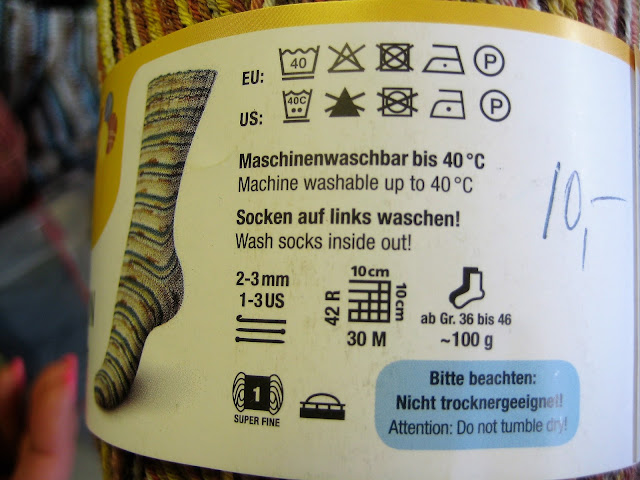 EU: 40 P
US: 40C P
Maschinenwaschbar bis 40 °C
Machine washable up to 40 °C
Socken auf links waschen!
Wash socks inside out!
10,-
2-3 mm
1-3 US
10 cm
10 cm
42 R
30 M
ab Gr. 36 bis 46
~100 g
1
SUPER FINE
Bitte beachten:
Nicht trocknergeeignet!
Attention: Do not tumble dry!